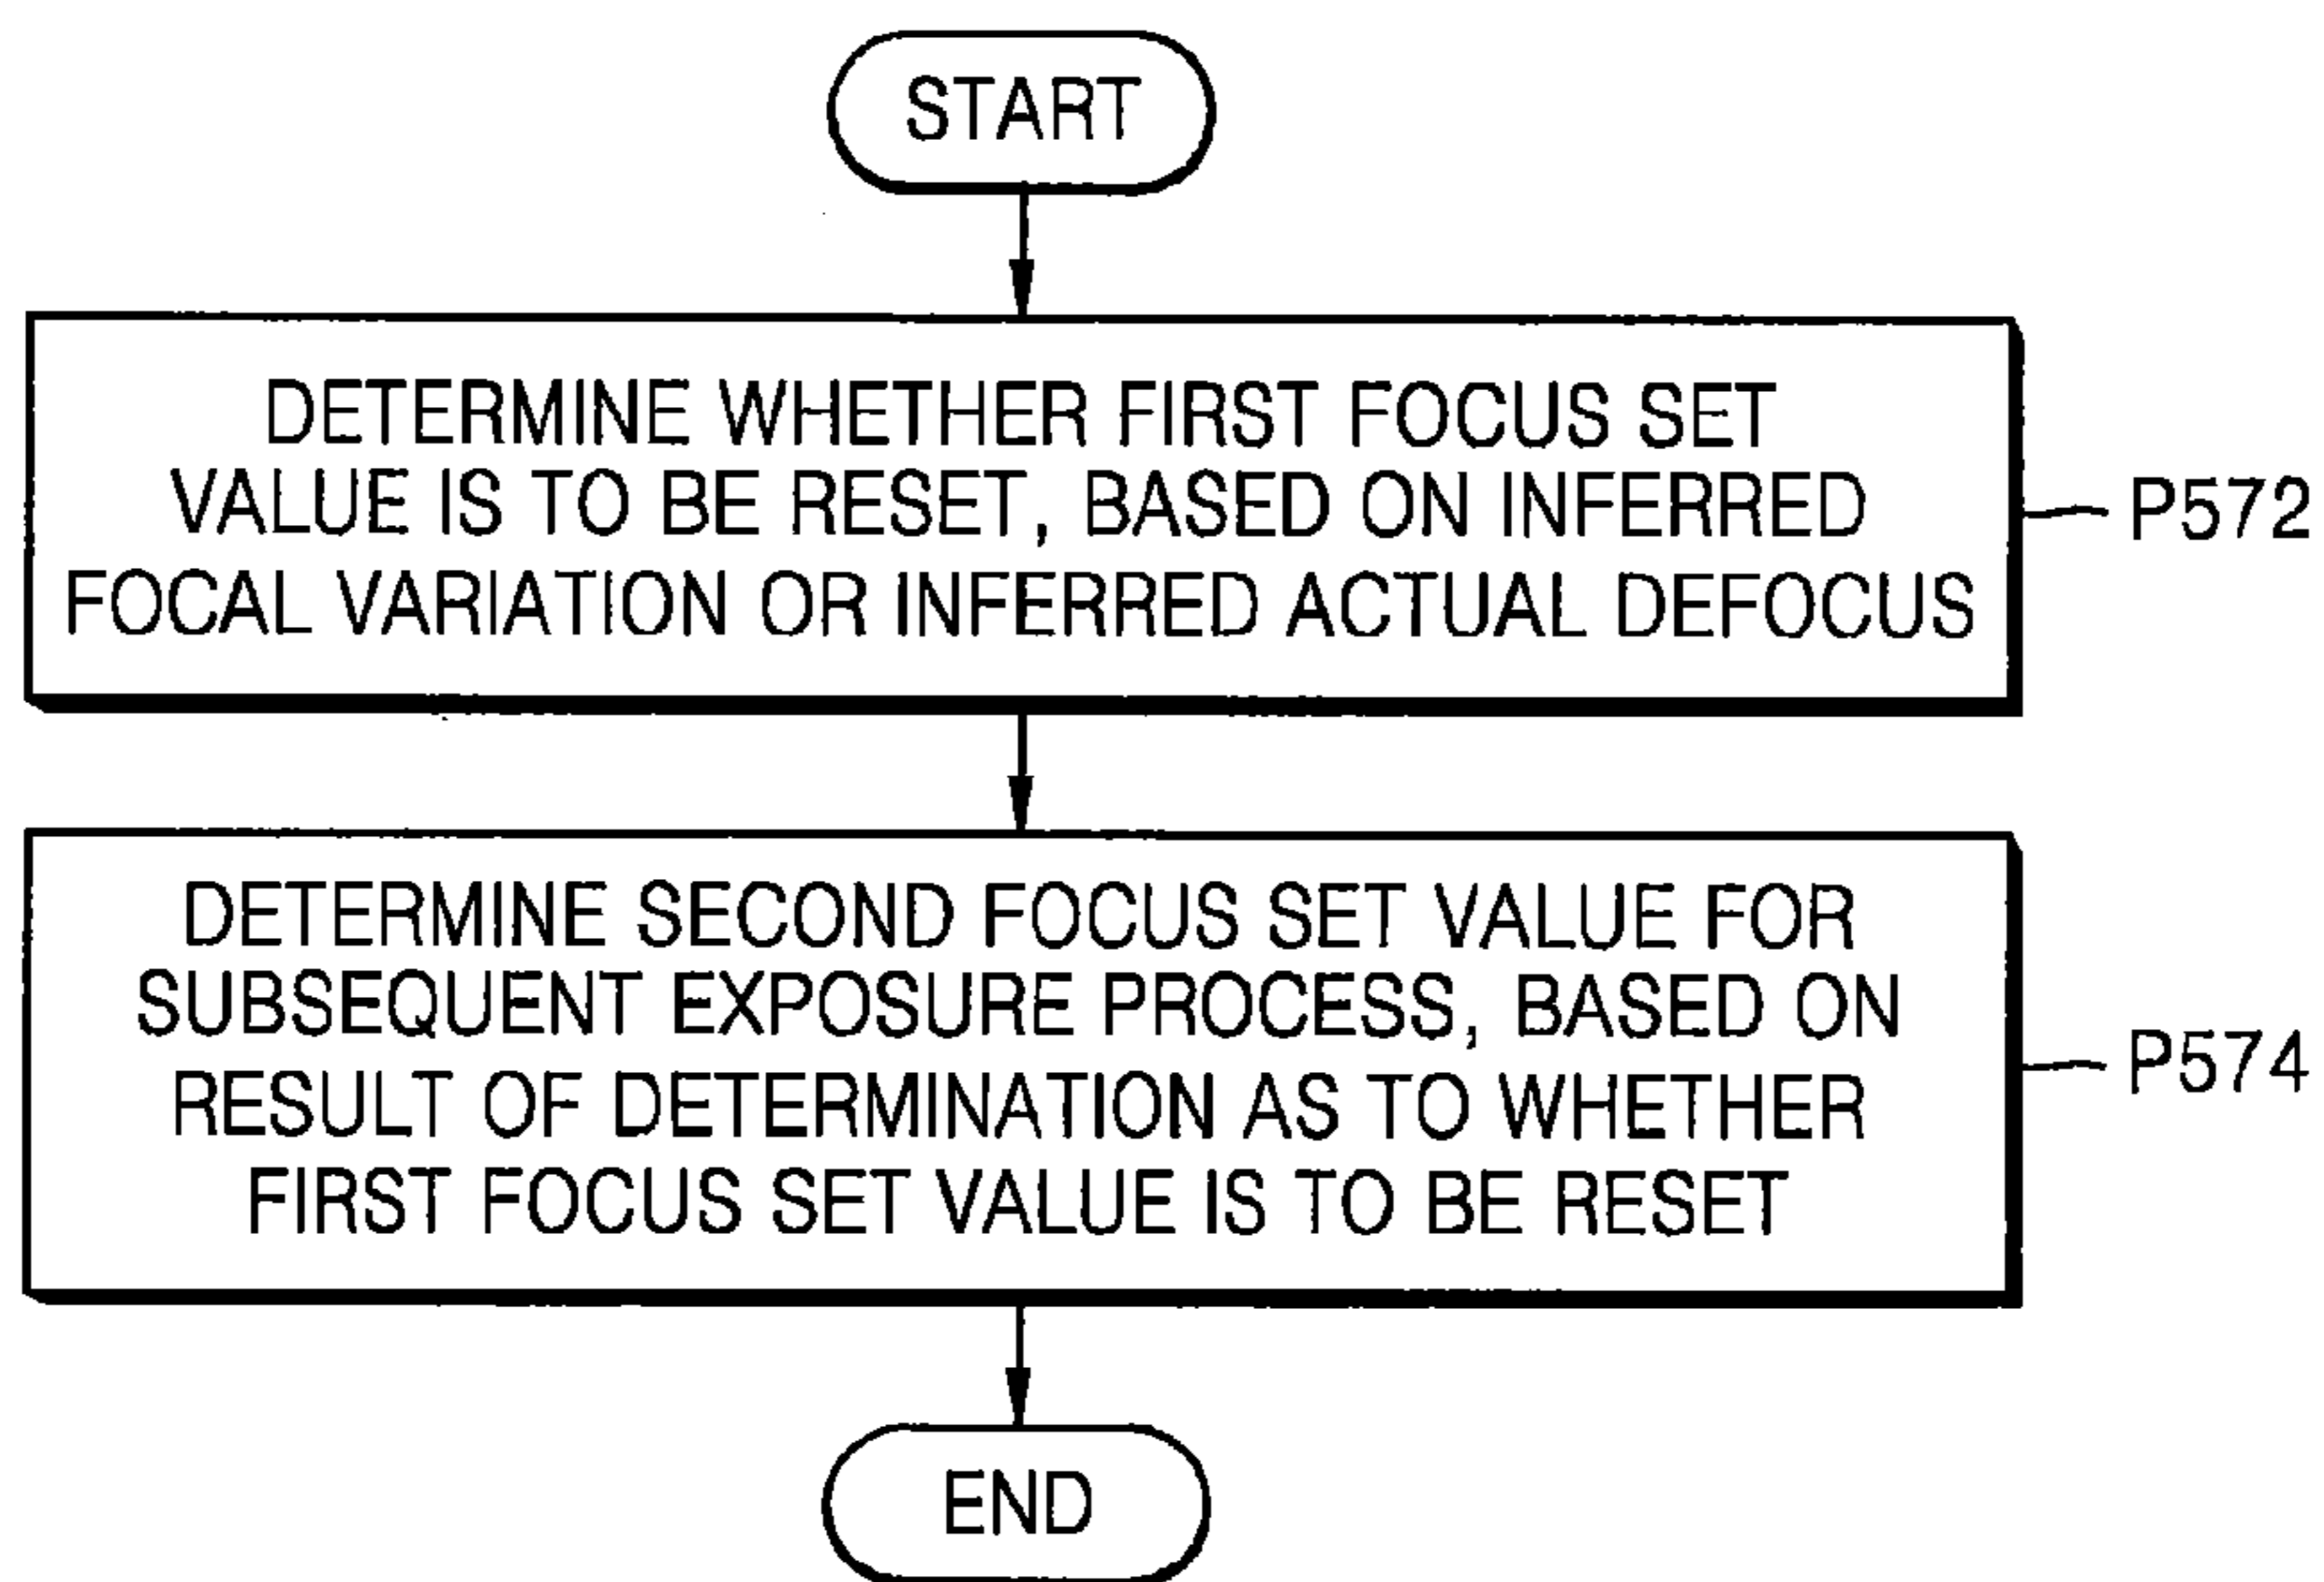 START
DETERMINE WHETHER FIRST FOCUS SET
VALUE IS TO BE RESET, BASED ON INFERRED
FOCAL VARIATION OR INFERRED ACTUAL DEFOCUS
P572
DETERMINE SECOND FOCUS SET VALUE FOR
SUBSEQUENT EXPOSURE PROCESS, BASED ON
RESULT OF DETERMINATION AS TO WHETHER
FIRST FOCUS SET VALUE IS TO BE RESET
P574
END